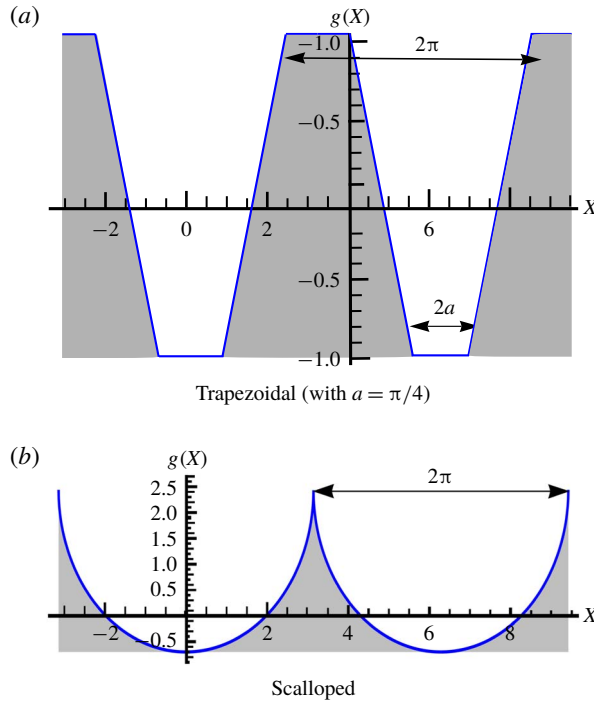 (a)
g(X)
−1.0
2π
−0.5
−2
0
2
6
X
−0.5
2a
−1.0
Trapezoidal (with a = π/4)
(b)
g(X)
2π
2.5
2.0
1.5
1.0
0.5
X
−2
2
4
6
8
−0.5
Scalloped